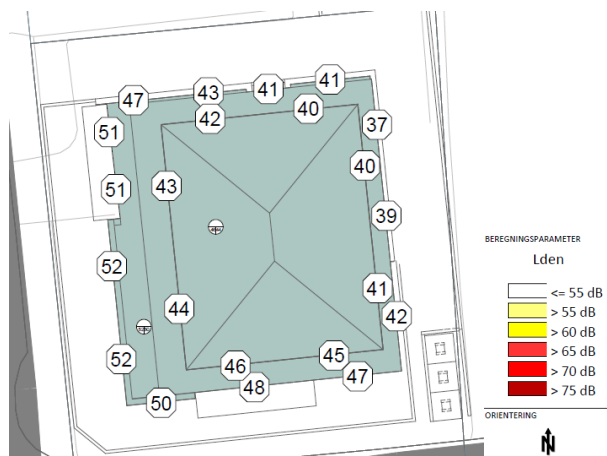 47
43
41
41
42
40
37
51
51
43
40
39
52
44
41
42
52
46
45
47
50
48
BEREGNINGSPARAMETER
Lden
<= 55 dB
> 55 dB
> 60 dB
> 65 dB
> 70 dB
> 75 dB
ORIENTERING
N